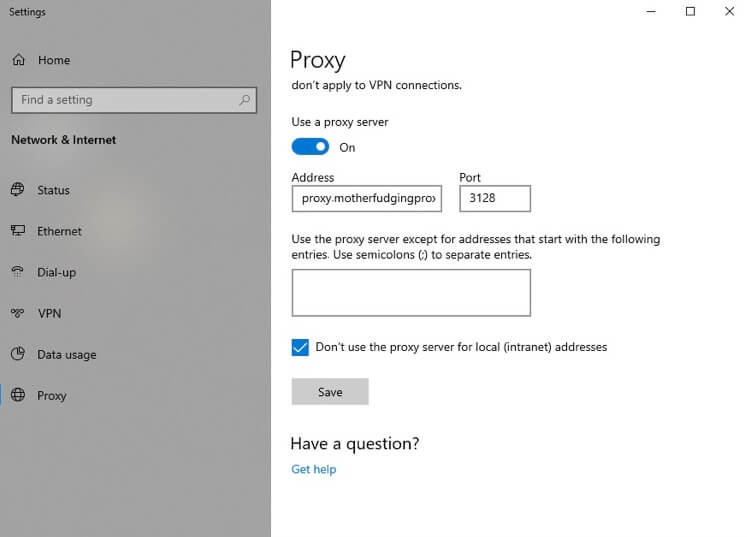 Settings
Home
Find a setting
Network & Internet
Status
Ethernet
Dial-up
VPN
Data usage
Proxy
Proxy
don't apply to VPN connections.
Use a proxy server
On
Address
Port
proxy.motherfudgingprox
3128
Use the proxy server except for addresses that start with the following
entries. Use semicolons (;) to separate entries.
Don't use the proxy server for local (intranet) addresses
Save
Have a question?
Get help